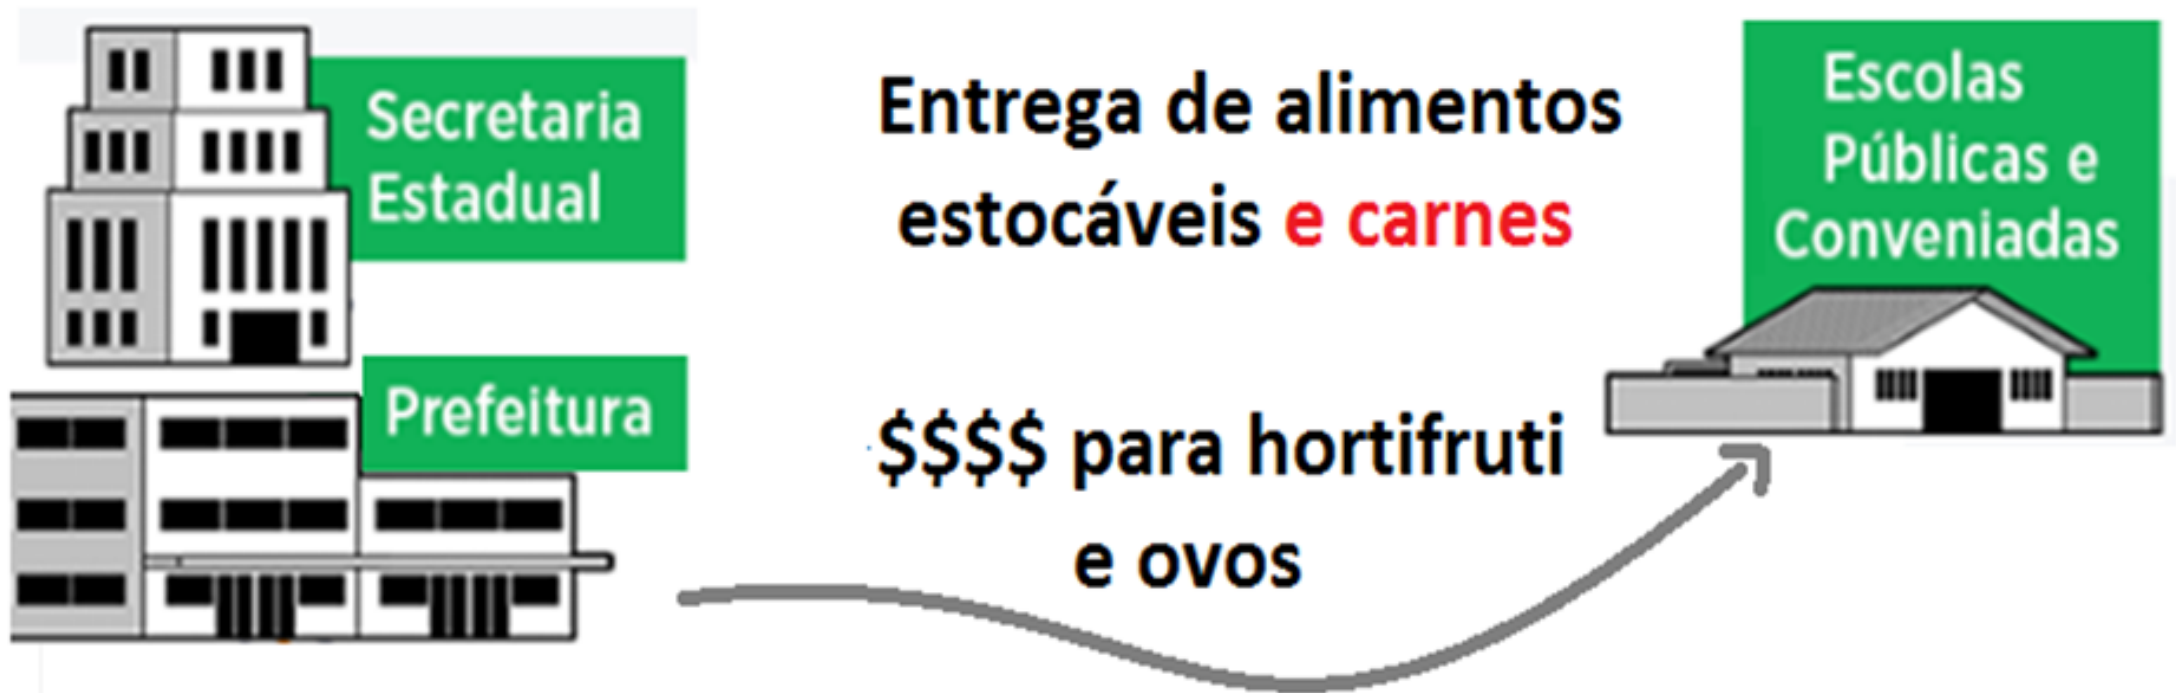 Secretaria
Estadual
Prefeitura
Entrega de alimentos
estocáveis e carnes
$$$$ para hortifruti
e ovos
Escolas
Públicas e
Conveniadas